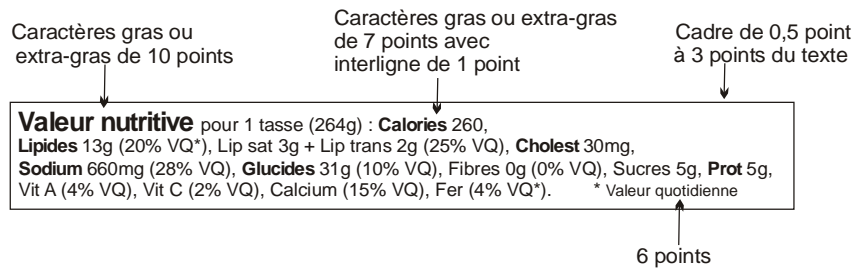 Caractères gras ou
extra-gras de 10 points
Caractères gras ou extra-gras
de 7 points avec
interligne de 1 point
Cadre de 0,5 point
à 3 points du texte
Valeur nutritive pour 1 tasse (264g) : Calories 260,
Lipides 13g (20% VQ*), Lip sat 3g + Lip trans 2g (25% VQ), Cholest 30mg,
Sodium 660mg (28% VQ), Glucides 31g (10% VQ), Fibres 0g (0% VQ), Sucres 5g, Prot 5g,
Vit A (4% VQ), Vit C (2% VQ), Calcium (15% VQ), Fer (4% VQ*). * Valeur quotidienne
6 points